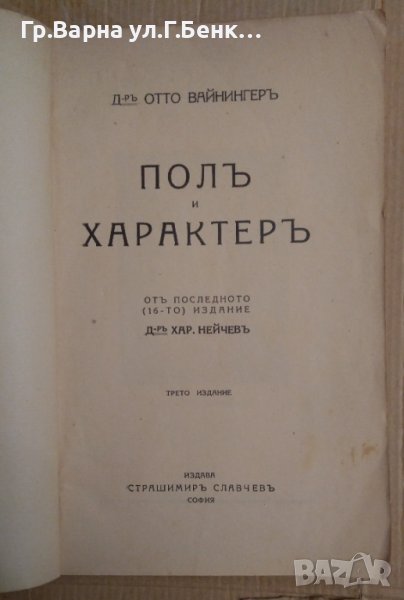 Гр.Варна ул.Г.Бенк...
Д-РЪ ОТТО ВАЙНИНГЕРЪ
ПОЛЪ
И
ХАРАКТЕРЪ
ОТЪ ПОСЛЕДНОТО
(16-ТО) ИЗДАНИЕ
Д-РЪ ХАР. НЕЙЧЕВЪ
ТРЕТО ИЗДАНИЕ
ИЗДАВА
СТРАШИМИРЪ СЛАВЧЕВЪ
СОФИЯ
BAZAR